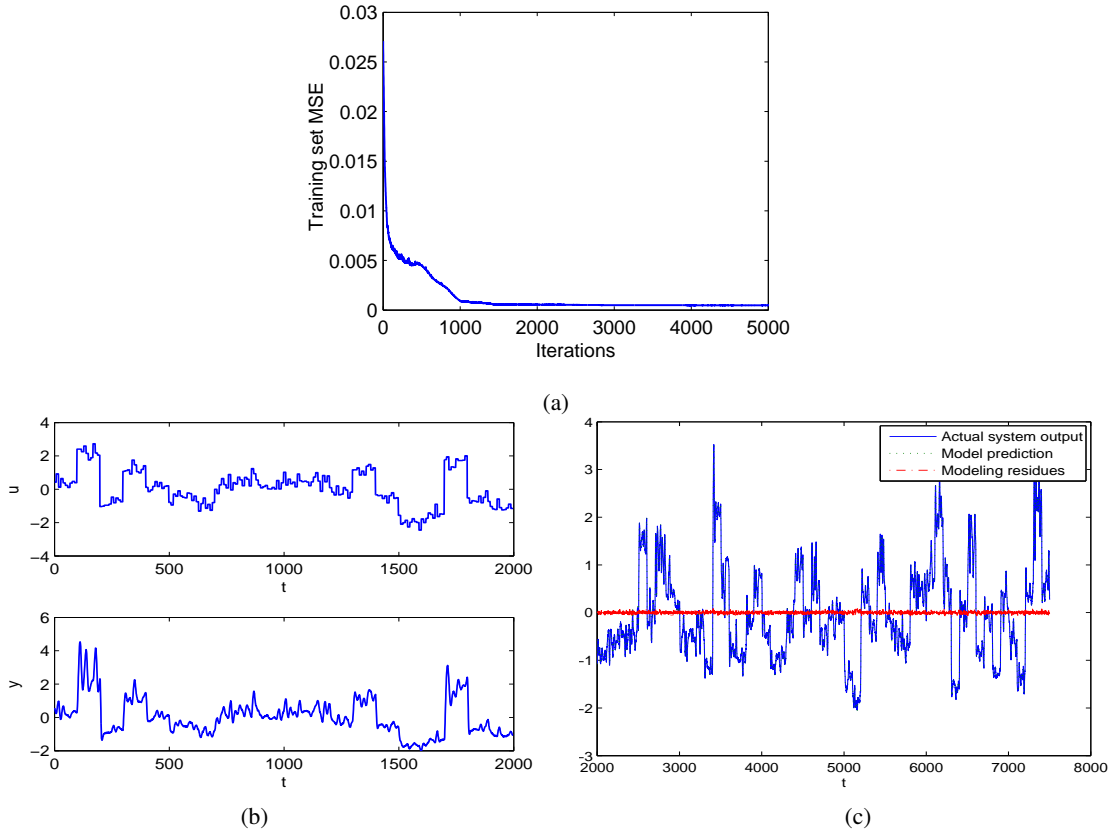 0.03
0.025
0.02
0.015
0.01
0.005
0
Training set MSE
0 1000 2000 3000 4000 5000
Iterations
(a)
4
2
0
−2
−4
u
0 500 1000 1500 2000
t
6
4
2
0
−2
y
0 500 1000 1500 2000
t
(b)
4
3
2
1
0
−1
−2
−3
Actual system output
Model prediction
Modeling residues
2000 3000 4000 5000 6000 7000 8000
t
(c)